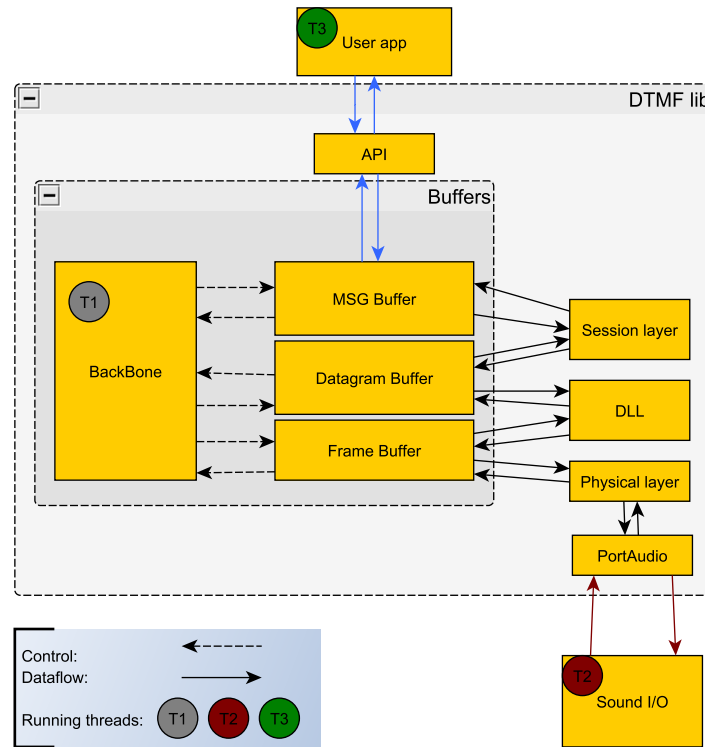 T3
User app
DTMF lib
API
Buffers
T1
BackBone
MSG Buffer
Datagram Buffer
Frame Buffer
Session layer
DLL
Physical layer
PortAudio
T2
Sound I/O
Control:
Dataflow:
Running threads: T1 T2 T3